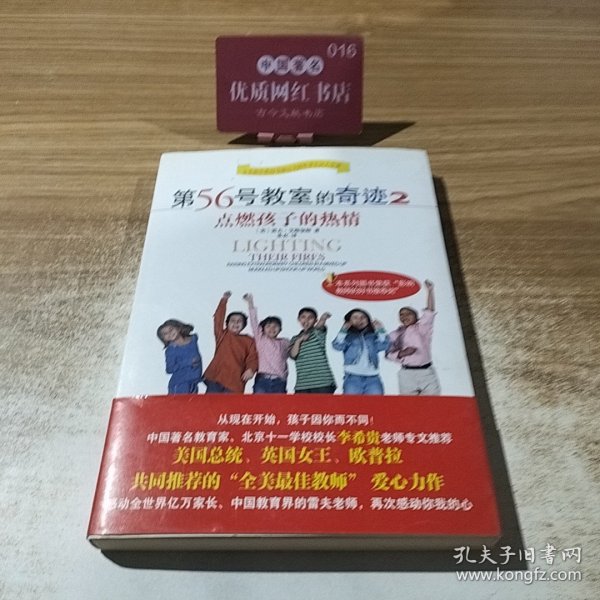 016
中国著名
优质网红书店
第56号教室的奇迹2
点燃孩子的热情
LIGHTING
THEIR FIRES
从现在开始，孩子因你而不同！
中国著名教育家、北京十一学校校长李希贵老师专文推荐
美国总统、英国女王、欧普拉
共同推荐的“全美最佳教师” 爱心力作
动全世界亿万家长、中国教育界的雷夫老师，再次感动你我的心
孔夫子旧书网
www.kongfz.com